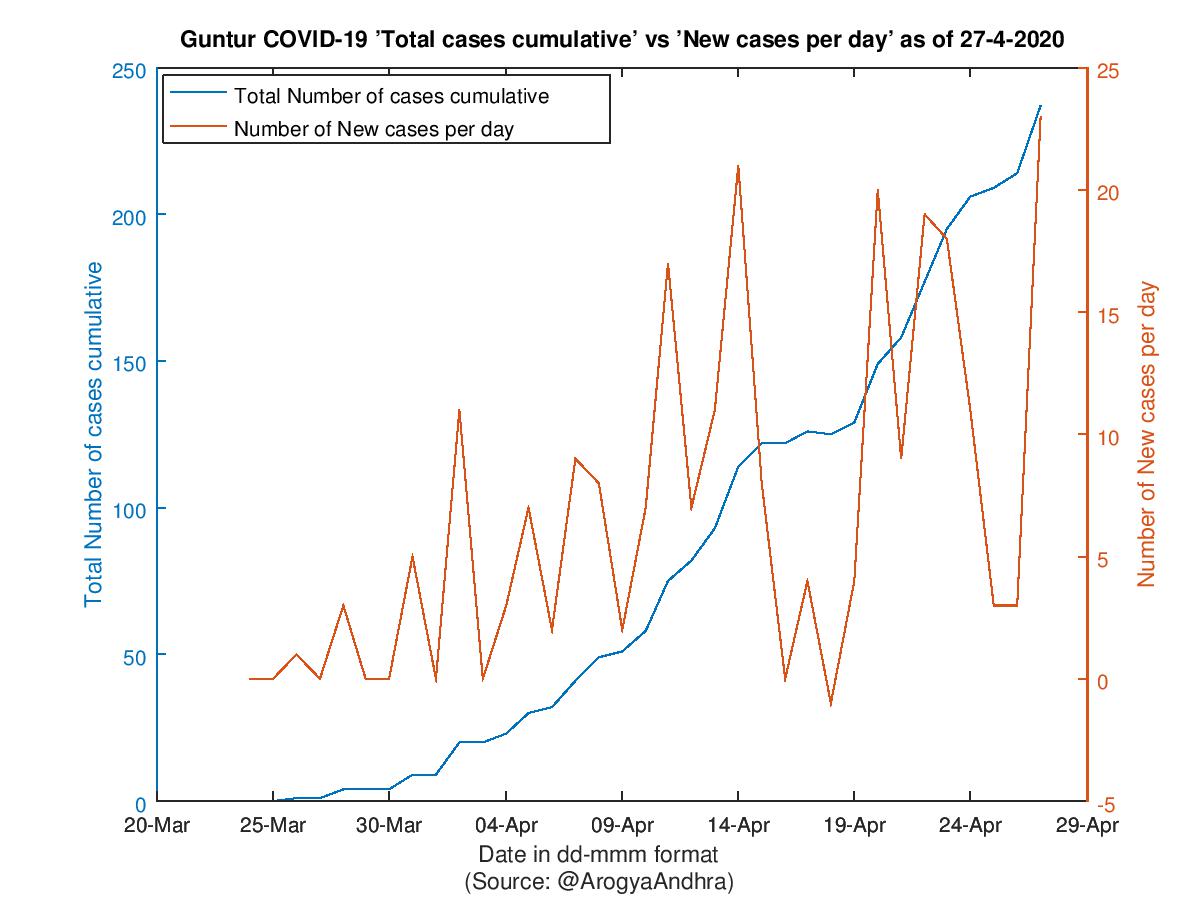 Guntur COVID-19 ’Total cases cumulative’ vs ’New cases per day’ as of 27-4-2020
Total Number of cases cumulative
Number of New cases per day
Total Number of cases cumulative
250
200
150
100
50
0
25
20
15
10
5
0
-5
Number of New cases per day
20-Mar 25-Mar 30-Mar 04-Apr 09-Apr 14-Apr 19-Apr 24-Apr 29-Apr
Date in dd-mmm format
(Source: @ArogyaAndhra)